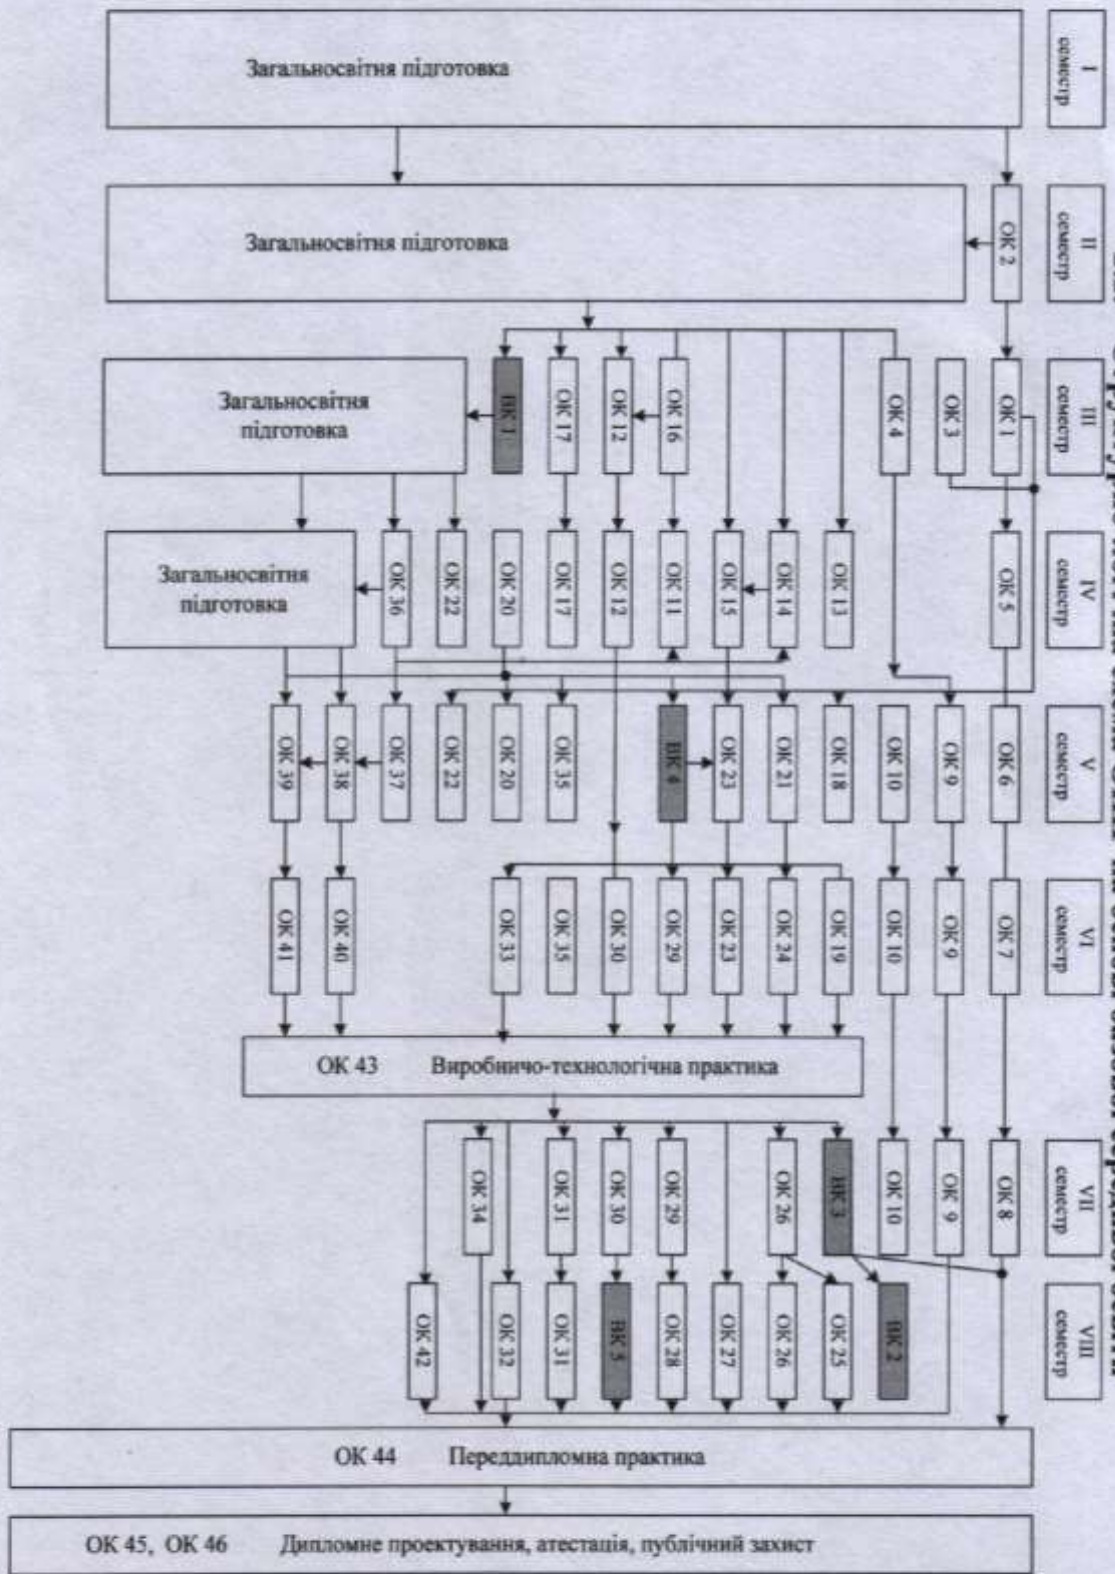 I
семестр
Загальносвітня підготовка
II
семестр
ОК 2
Загальносвітня підготовка
III
семестр
ОК 1
ОК 3
ОК 4
ОК 16
ОК 12
ОК 17
ВК 1
Загальносвітня
підготовка
IV
семестр
ОК 5
ОК 13
ОК 14
ОК 15
ОК 11
ОК 12
ОК 17
ОК 20
ОК 22
ОК 36
Загальносвітня
підготовка
V
семестр
ОК 6
ОК 9
ОК 10
ОК 18
ОК 21
ОК 23
ВК 4
ОК 35
ОК 20
ОК 22
ОК 37
ОК 38
ОК 39
VI
семестр
ОК 7
ОК 9
ОК 10
ОК 19
ОК 24
ОК 23
ОК 29
ОК 30
ОК 35
ОК 33
ОК 40
ОК 41
ОК 43 Виробничо-технологічна практика
VII
семестр
ОК 8
ОК 9
ОК 10
ВК 3
ОК 26
ОК 29
ОК 30
ОК 31
ОК 34
VIII
семестр
ВК 2
ОК 25
ОК 26
ОК 27
ОК 28
ВК 5
ОК 31
ОК 32
ОК 42
ОК 44 Переддипломна практика
ОК 45, ОК 46 Дипломне проектування, атестація, публічний захист